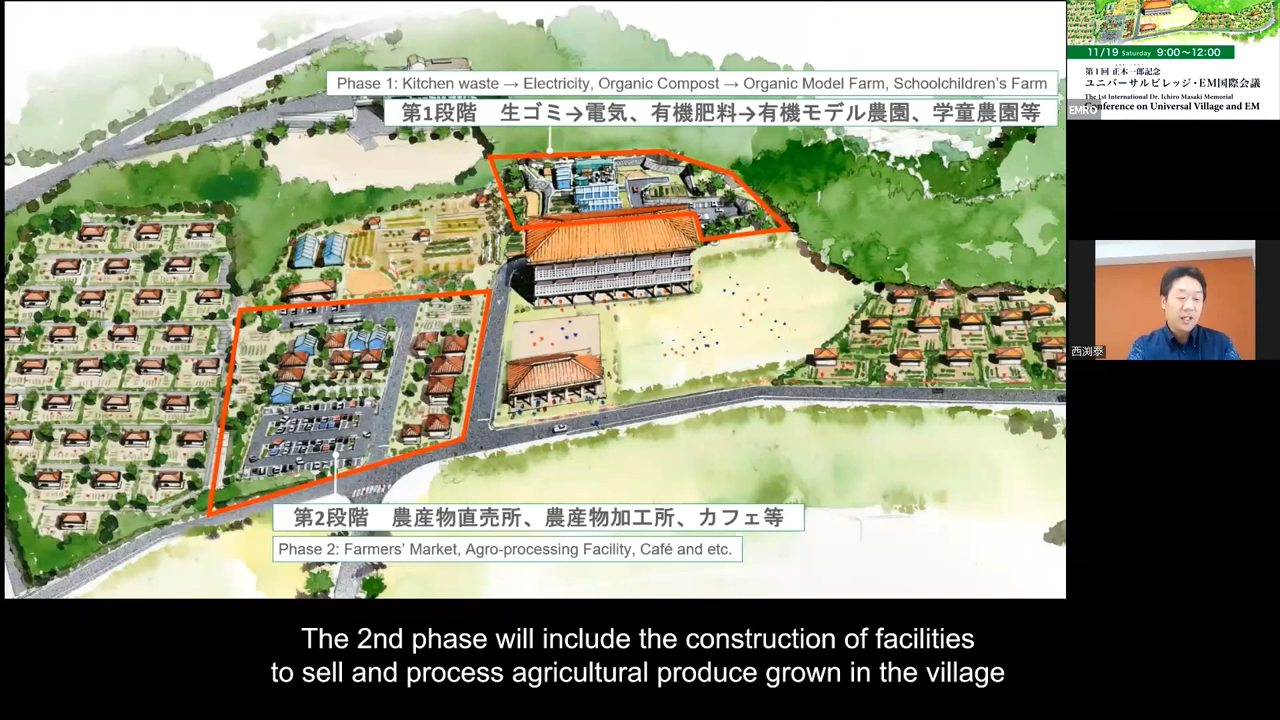 Phase 1: Kitchen waste → Electricity, Organic Compost → Organic Model Farm, Schoolchildren's Farm
第1段階　生ゴミ→電気、有機肥料→有機モデル農園、学童農園等
第2段階　農産物直売所、農産物加工所、カフェ等
Phase 2: Farmers' Market, Agro-processing Facility, Café and etc.
11/19 Saturday 9:00～12:00
第1回 正木一郎記念
ユニバーサルビレッジ・EM国際会議
The 1st International Dr. Ichiro Masaki Memorial
Conference on Universal Village and EM
EMRO
西渕泰
The 2nd phase will include the construction of facilities
to sell and process agricultural produce grown in the village